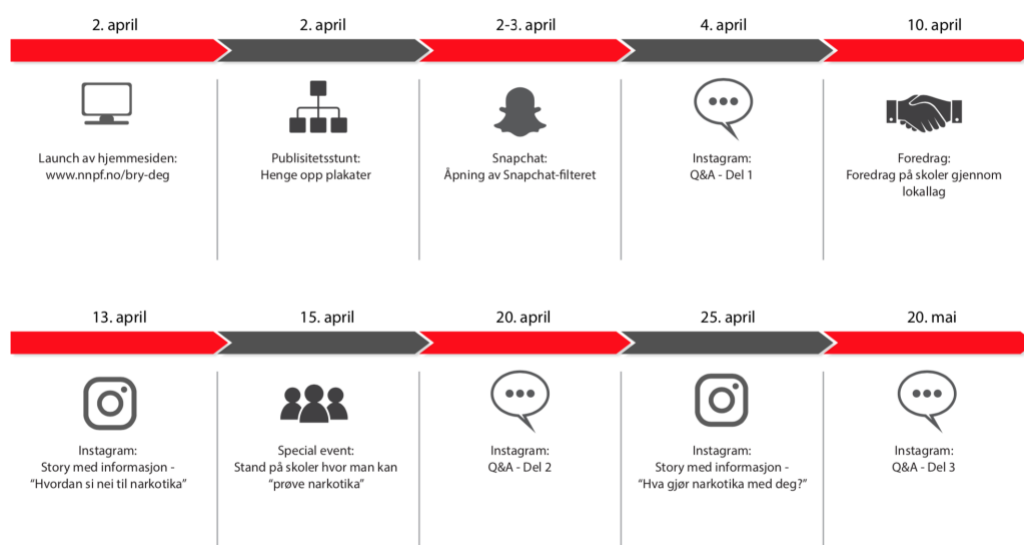 2. april
Launch av hjemmesiden:
www.nnpf.no/bry-deg
2. april
Publisitetsstunt:
Henge opp plakater
2-3. april
Snapchat:
Åpning av Snapchat-filteret
4. april
Instagram:
Q&A - Del 1
10. april
Foredrag:
Foredrag på skoler gjennom
lokallag
13. april
Instagram:
Story med informasjon -
“Hvordan si nei til narkotika”
15. april
Special event:
Stand på skoler hvor man kan
“prøve narkotika”
20. april
Instagram:
Q&A - Del 2
25. april
Instagram:
Story med informasjon -
“Hva gjør narkotika med deg?”
20. mai
Instagram:
Q&A - Del 3